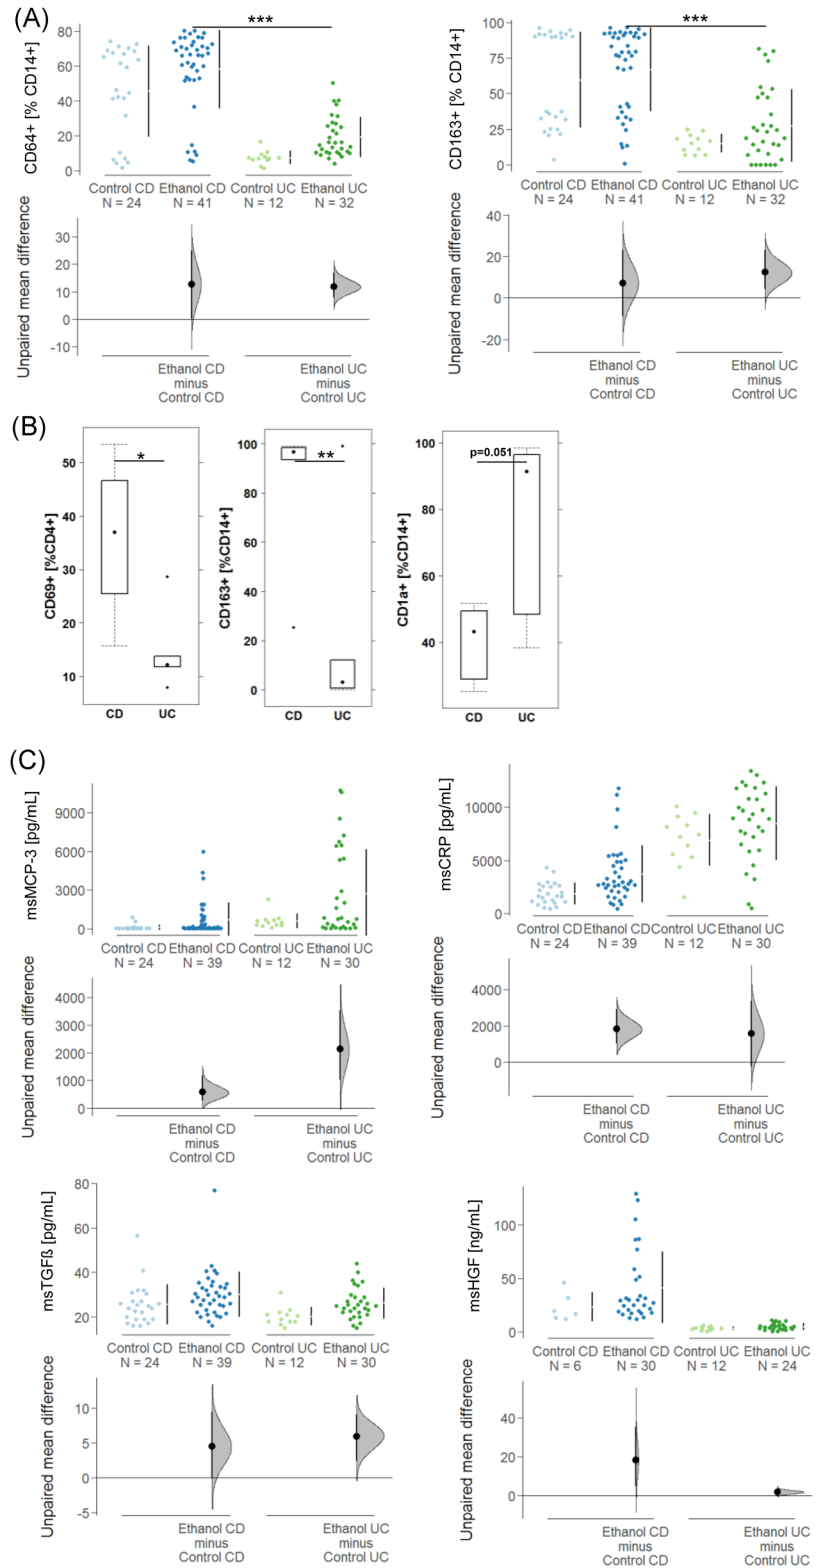 (A)
CD64+ [% CD14+]
80
60
40
20
0
***
Control CD Ethanol CD Control UC Ethanol UC
N = 24 N = 41 N = 12 N = 32
Unpaired mean difference
30
20
10
0
-10
Ethanol CD minus Control CD
Ethanol UC minus Control UC
CD163+ [% CD14+]
100
75
50
25
0
***
Control CD Ethanol CD Control UC Ethanol UC
N = 24 N = 41 N = 12 N = 32
Unpaired mean difference
40
20
0
-20
Ethanol CD minus Control CD
Ethanol UC minus Control UC
(B)
CD69+ [%CD4+]
50
40
30
20
10
*
CD UC
CD163+ [%CD14+]
100
80
60
40
20
0
**
CD UC
CD1a+ [%CD14+]
100
80
60
40
p=0.051
CD UC
(C)
msMCP-3 [pg/mL]
9000
6000
3000
0
Control CD Ethanol CD Control UC Ethanol UC
N = 24 N = 39 N = 12 N = 30
Unpaired mean difference
4000
3000
2000
1000
0
Ethanol CD minus Control CD
Ethanol UC minus Control UC
msCRP [pg/mL]
10000
5000
0
Control CD Ethanol CD Control UC Ethanol UC
N = 24 N = 39 N = 12 N = 30
Unpaired mean difference
4000
2000
0
Ethanol CD minus Control CD
Ethanol UC minus Control UC
msTGFß [pg/mL]
80
60
40
20
Control CD Ethanol CD Control UC Ethanol UC
N = 24 N = 39 N = 12 N = 30
Unpaired mean difference
10
5
0
-5
Ethanol CD minus Control CD
Ethanol UC minus Control UC
msHGF [ng/mL]
100
50
0
Control CD Ethanol CD Control UC Ethanol UC
N = 6 N = 30 N = 12 N = 24
Unpaired mean difference
40
20
0
Ethanol CD minus Control CD
Ethanol UC minus Control UC